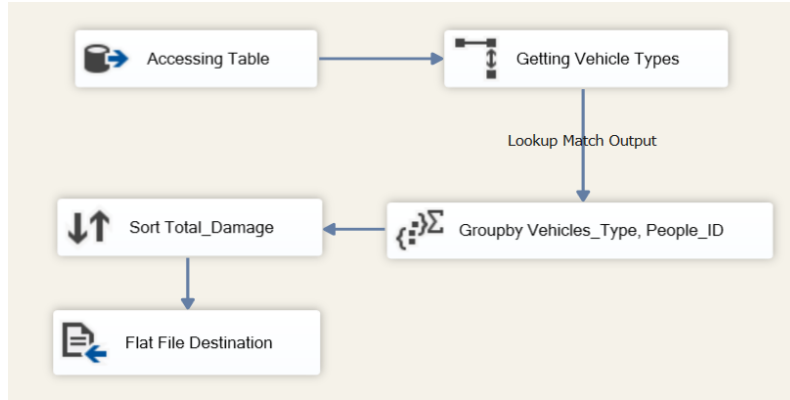 Accessing Table
Getting Vehicle Types
Lookup Match Output
Groupby Vehicles_Type, People_ID
Sort Total_Damage
Flat File Destination